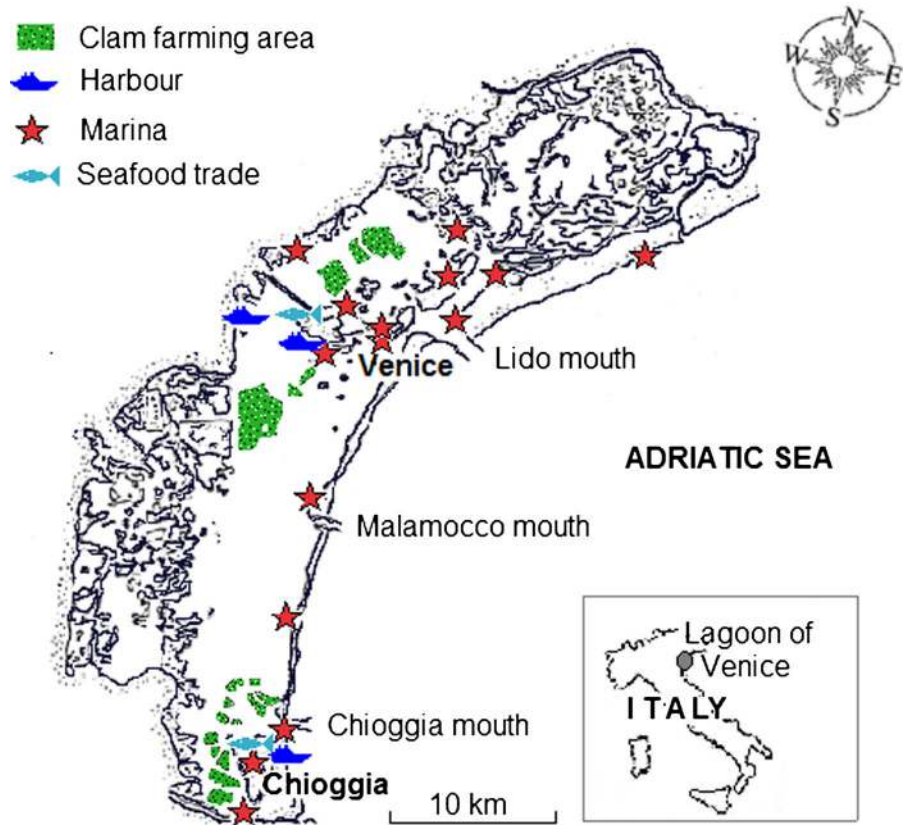 Clam farming area
Harbour
Marina
Seafood trade
N
W
E
S
Venice
Lido mouth
ADRIATIC SEA
Malamocco mouth
Lagoon of
Venice
ITALY
Chioggia mouth
Chioggia
10 km